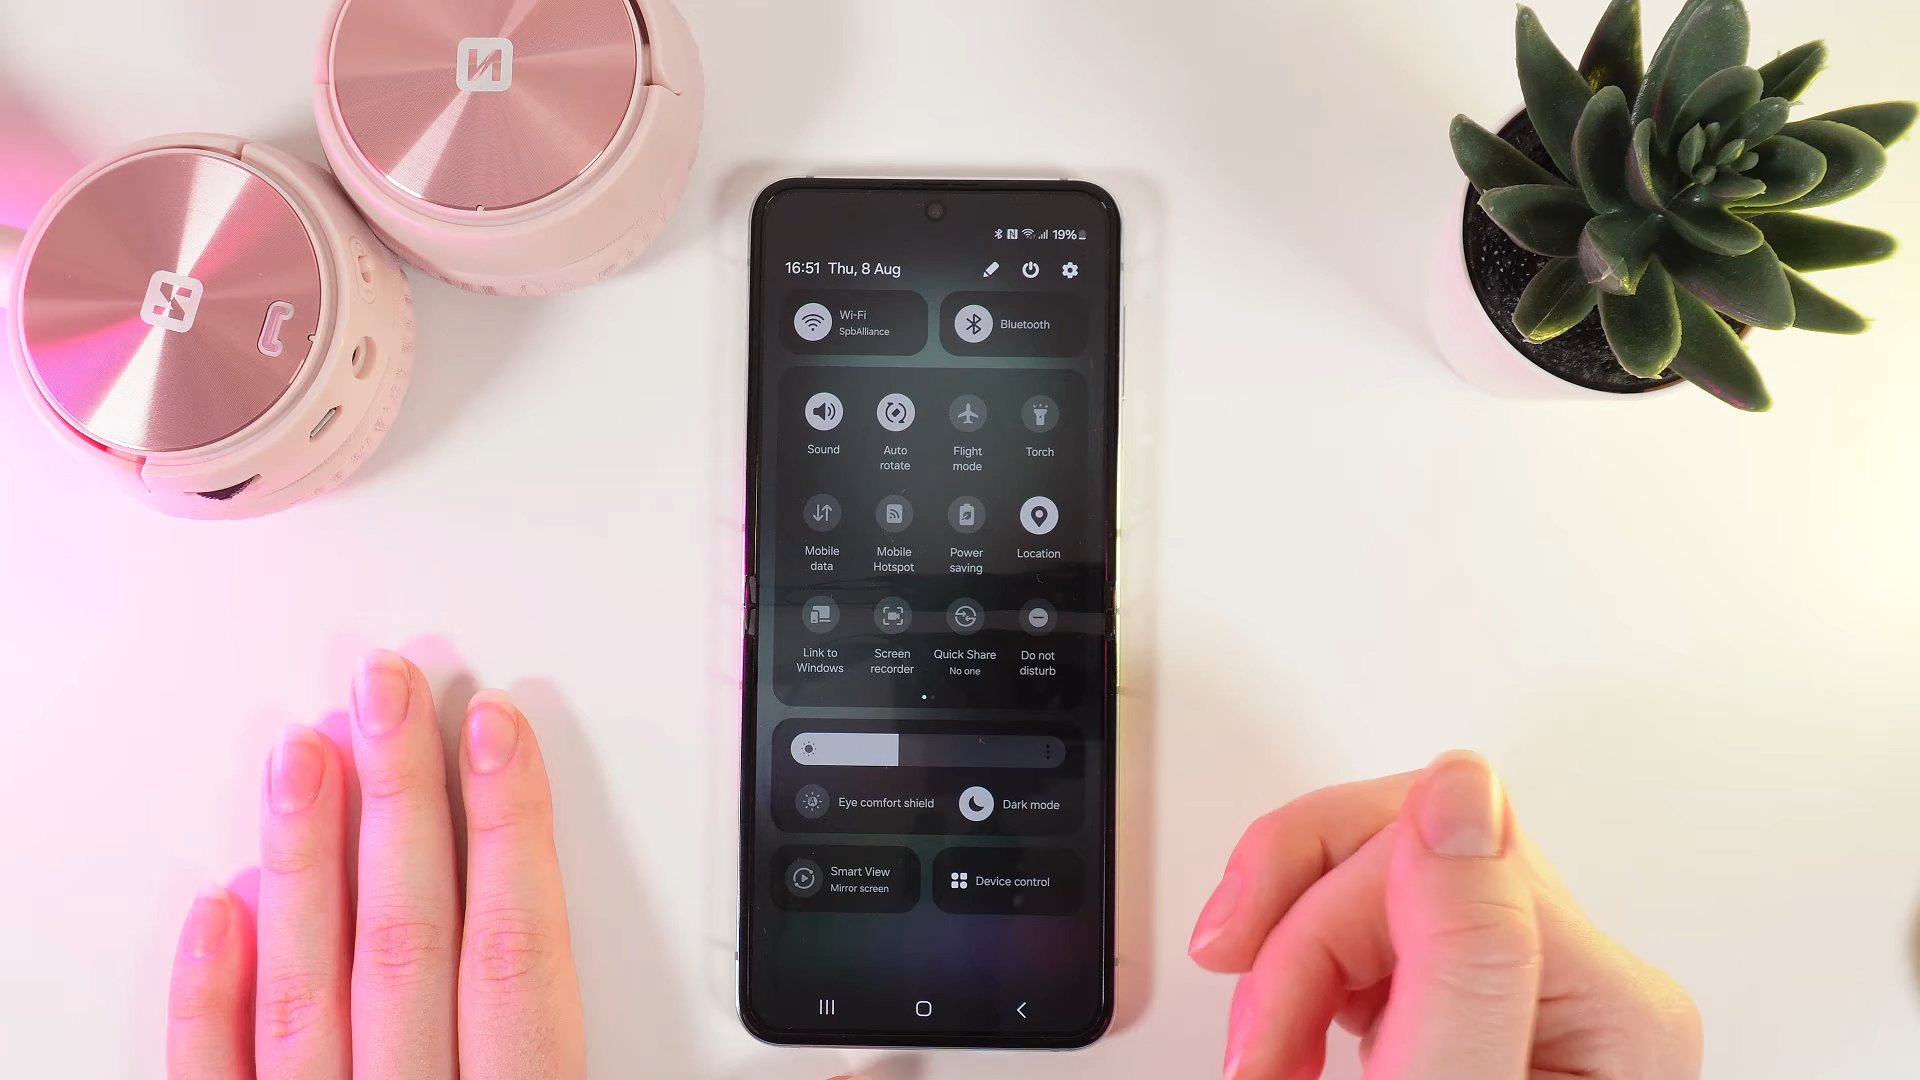 19%
16:51 Thu, 8 Aug
Wi-Fi
SpbAlliance
Bluetooth
Sound
Auto
rotate
Flight
mode
Torch
Mobile
data
Mobile
Hotspot
Power
saving
Location
Link to
Windows
Screen
recorder
Quick Share
No one
Do not
disturb
Eye comfort shield
Dark mode
Smart View
Mirror screen
Device control